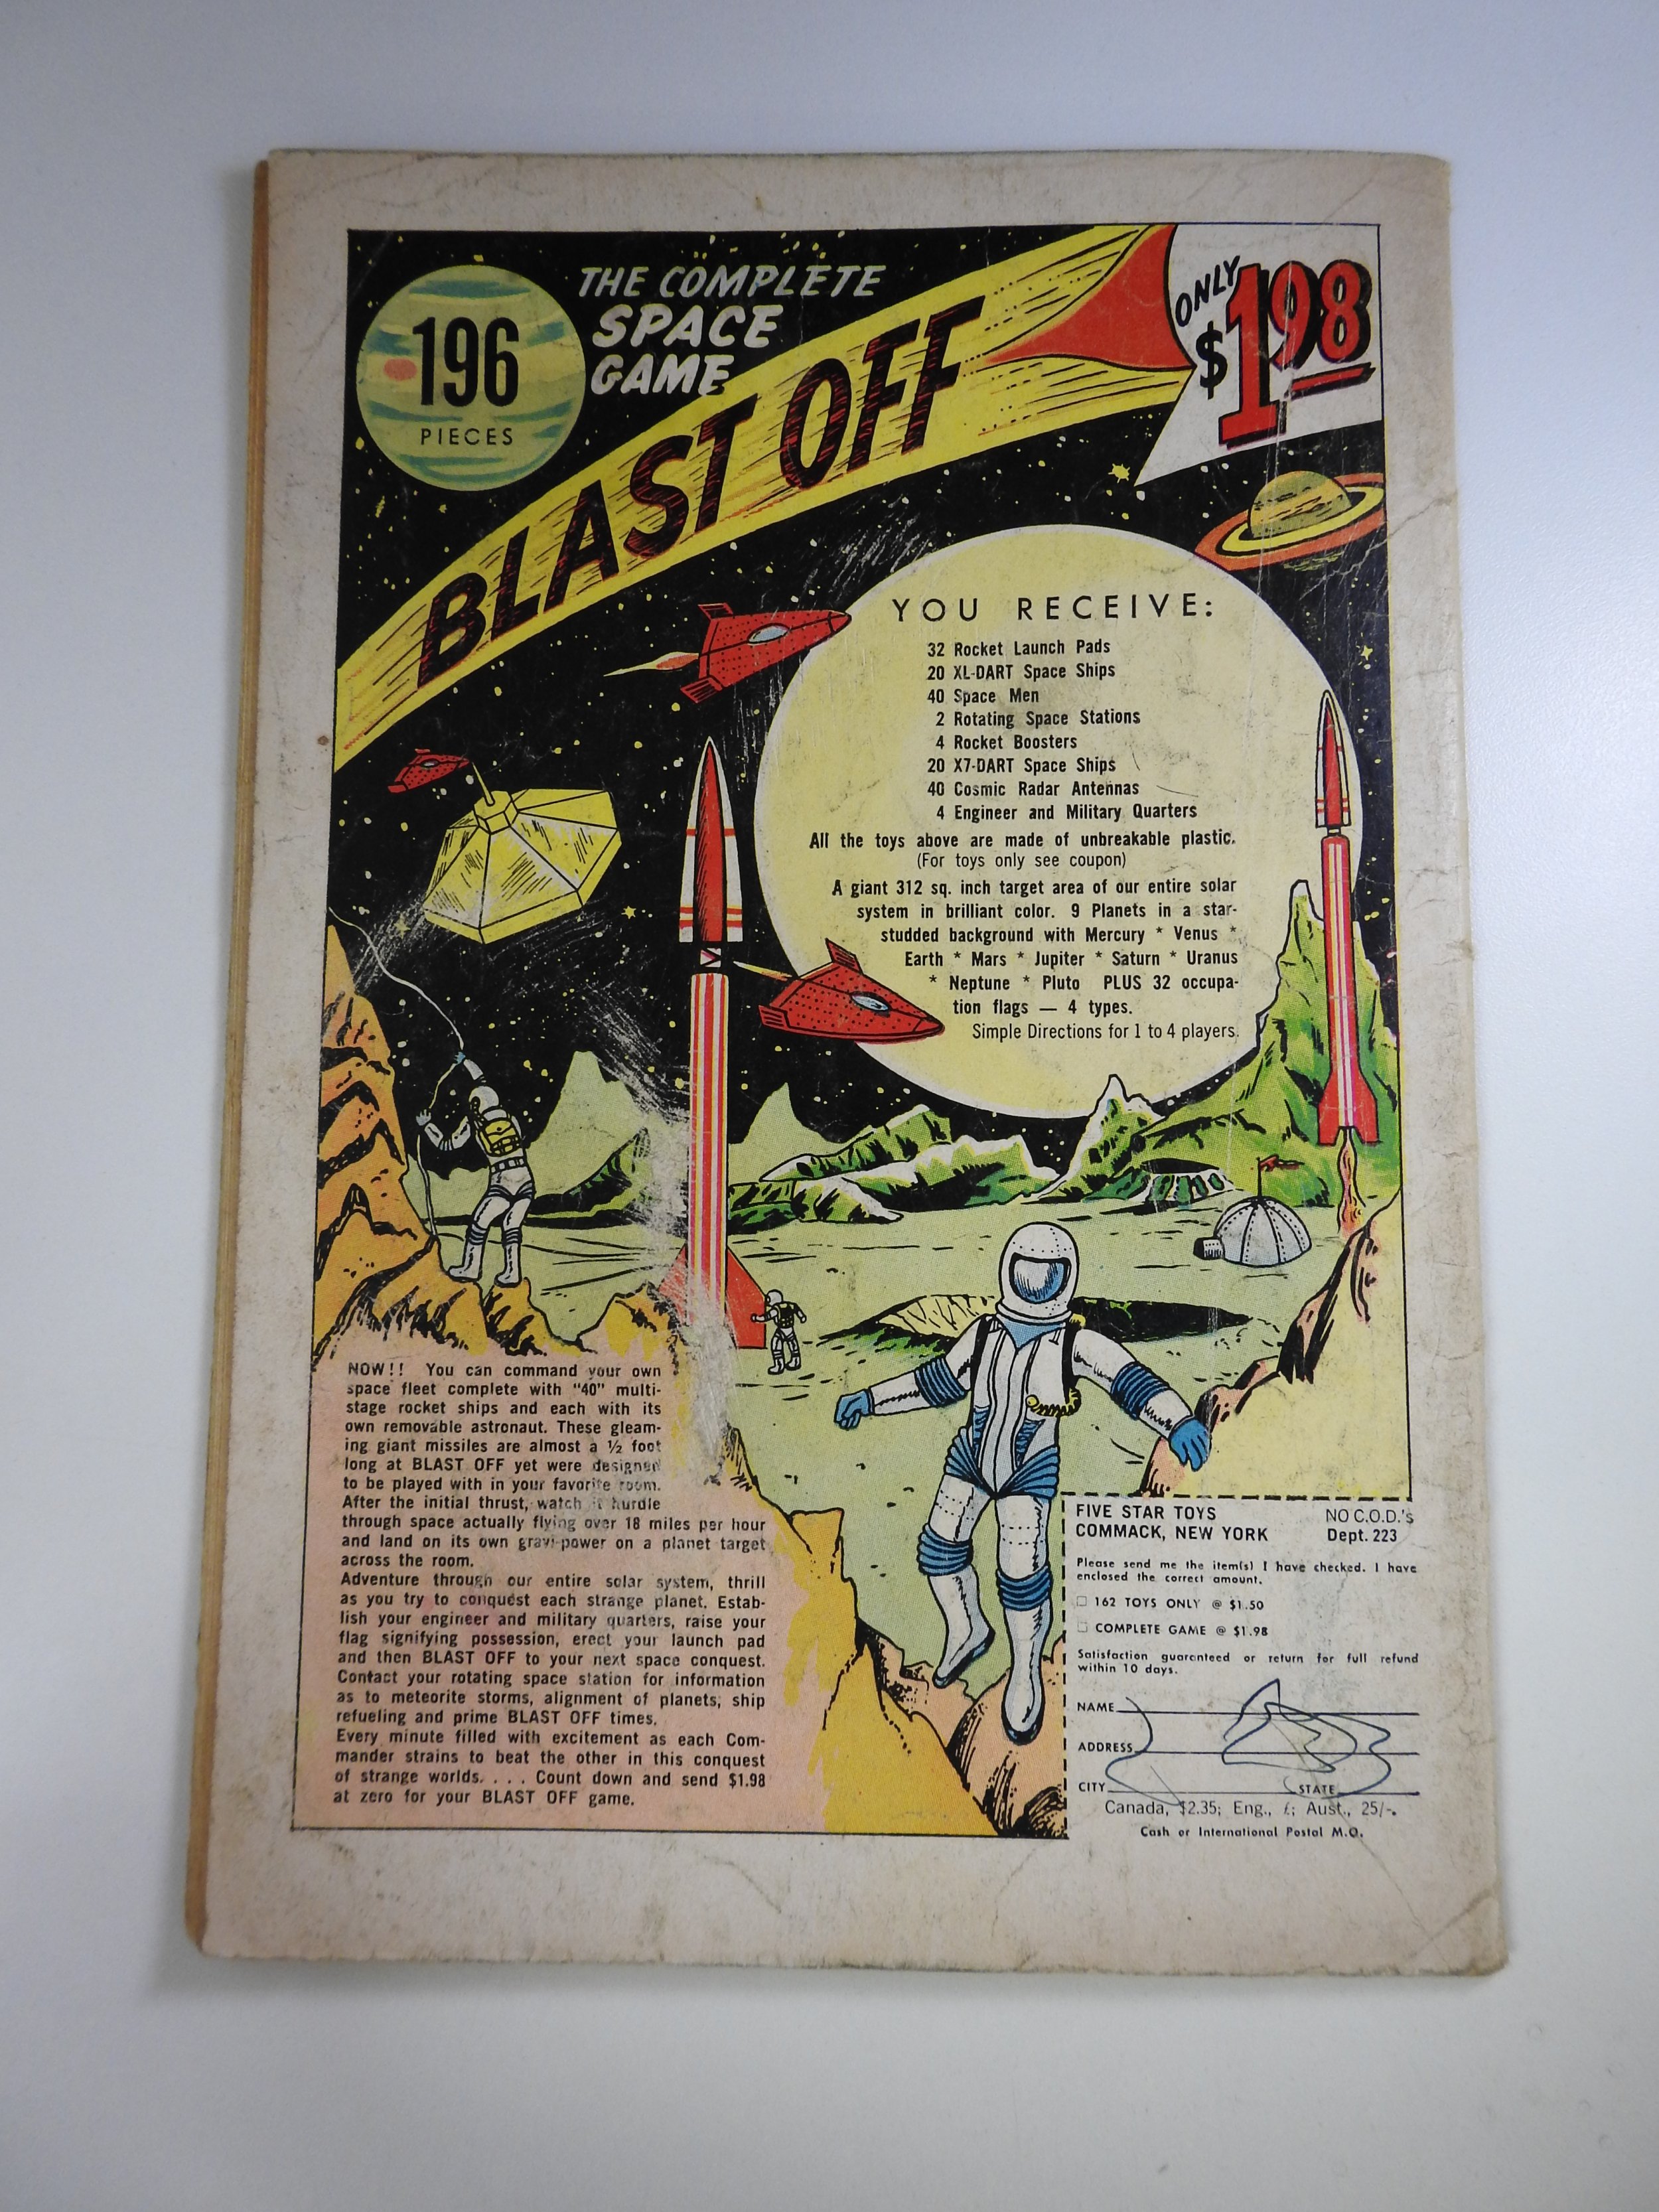 196
PIECES
THE COMPLETE
SPACE
GAME
BLAST OFF
ONLY
$1.98
YOU RECEIVE:
32 Rocket Launch Pads
20 XL-DART Space Ships
40 Space Men
2 Rotating Space Stations
4 Rocket Boosters
20 X7-DART Space Ships
40 Cosmic Radar Antennas
4 Engineer and Military Quarters
All the toys above are made of unbreakable plastic.
(For toys only see coupon)
A giant 312 sq. inch target area of our entire solar
system in brilliant color. 9 Planets in a star-
studded background with Mercury * Venus *
Earth * Mars * Jupiter * Saturn * Uranus
* Neptune * Pluto PLUS 32 occupa-
tion flags — 4 types.
Simple Directions for 1 to 4 players.
NOW!! You can command your own
space fleet complete with "40" multi-
stage rocket ships and each with its
own removable astronaut. These gleam-
ing giant missiles are almost a ½ foot
long at BLAST OFF yet were designed
to be played with in your favorite room.
After the initial thrust, watch it hurdle
through space actually flying over 18 miles per hour
and land on its own gravi-power on a planet target
across the room.
Adventure through our entire solar system, thrill
as you try to conquest each strange planet. Estab-
lish your engineer and military quarters, raise your
flag signifying possession, erect your launch pad
and then BLAST OFF to your next space conquest.
Contact your rotating space station for information
as to meteorite storms, alignment of planets, ship
refueling and prime BLAST OFF times.
Every minute filled with excitement as each Com-
mander strains to beat the other in this conquest
of strange worlds. . . . Count down and send $1.98
at zero for your BLAST OFF game.
FIVE STAR TOYS NO C.O.D.'s
COMMACK, NEW YORK Dept. 223
Please send me the item(s) I have checked. I have
enclosed the correct amount.
□ 162 TOYS ONLY @ $1.50
□ COMPLETE GAME @ $1.98
Satisfaction guaranteed or return for full refund
within 10 days.
NAME
ADDRESS
CITY STATE
Canada, $2.35; Eng., £; Aust., 25/-.
Cash or International Postal M.O.